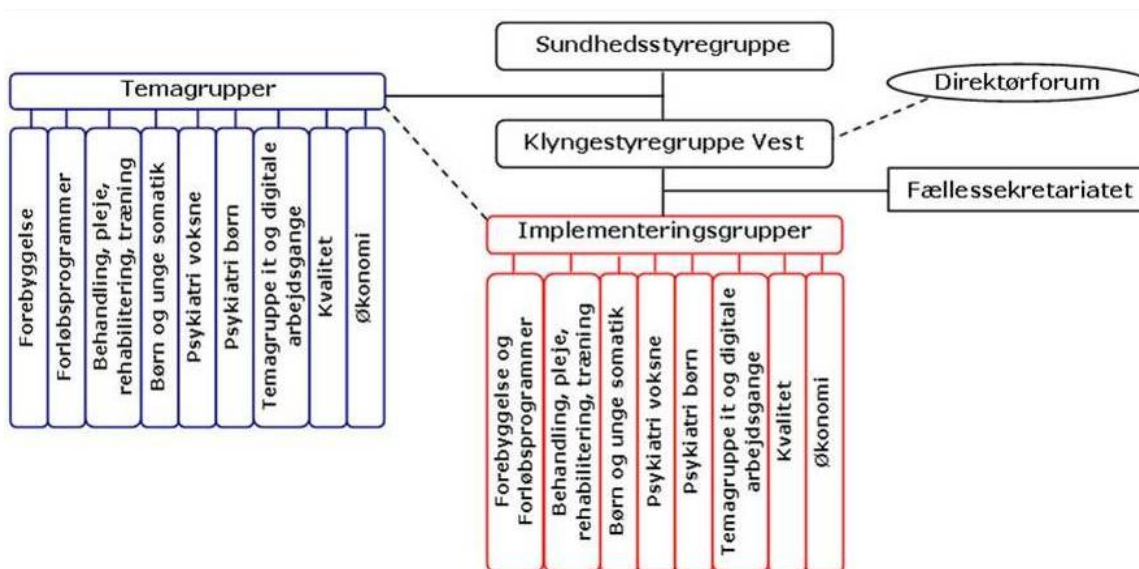 Sundhedsstyregruppe
Temagrupper
Direktørforum
Klyngestyregruppe Vest
Fællessekretariatet
Implementeringsgrupper
Forebyggelse
Forløbsprogrammer
Behandling, pleje,
rehabilitering, træning
Børn og unge somatik
Psykiatri voksne
Psykiatri børn
Temagruppe it og digitale
arbejdsgange
Kvalitet
Økonomi
Forebyggelse og
Forløbsprogrammer
Behandling, pleje,
rehabilitering, træning
Børn og unge somatik
Psykiatri voksne
Psykiatri børn
Temagruppe it og digitale
arbejdsgange
Kvalitet
Økonomi